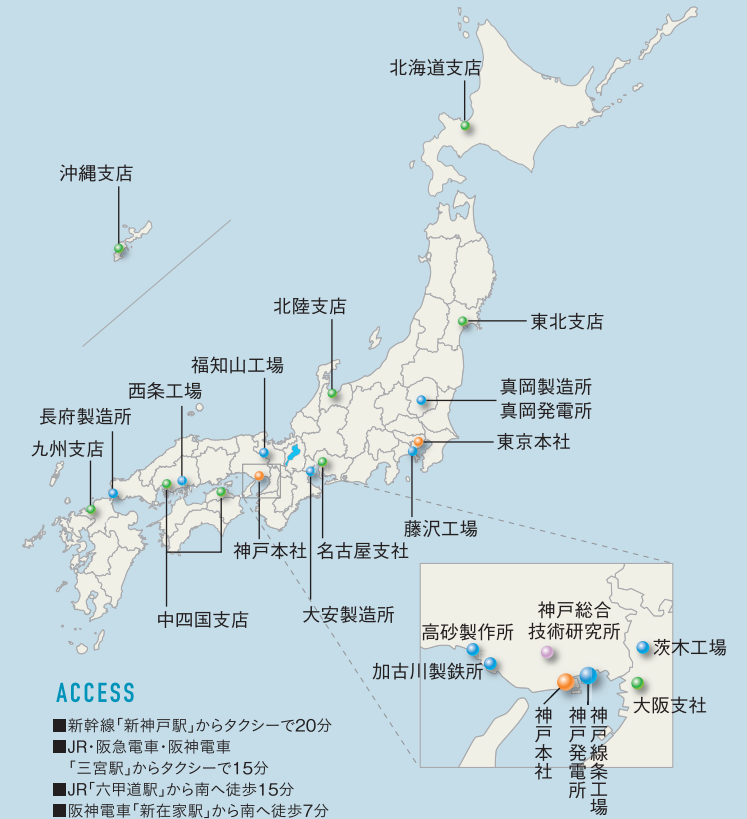 北海道支店
沖縄支店
北陸支店
東北支店
福知山工場
西条工場
真岡製造所
真岡発電所
長府製造所
東京本社
九州支店
藤沢工場
神戸本社
名古屋支社
中四国支店
大安製造所
神戸総合
技術研究所
高砂製作所
茨木工場
加古川製鉄所
大阪支社
神戸本社
神戸発電所
神戸線条工場
ACCESS
■新幹線「新神戸駅」からタクシーで20分
■JR・阪急電車・阪神電車
「三宮駅」からタクシーで15分
■JR「六甲道駅」から南へ徒歩15分
■阪神電車「新在家駅」から南へ徒歩7分